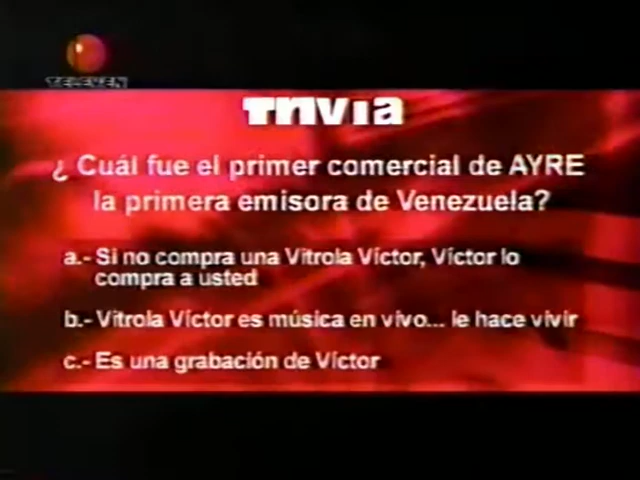 TELEVEN
TRIVIA
¿ Cuál fue el primer comercial de AYRE
la primera emisora de Venezuela?
a.- Si no compra una Vitrola Víctor, Víctor lo
compra a usted
b.- Vitrola Víctor es música en vivo... le hace vivir
c.- Es una grabación de Víctor